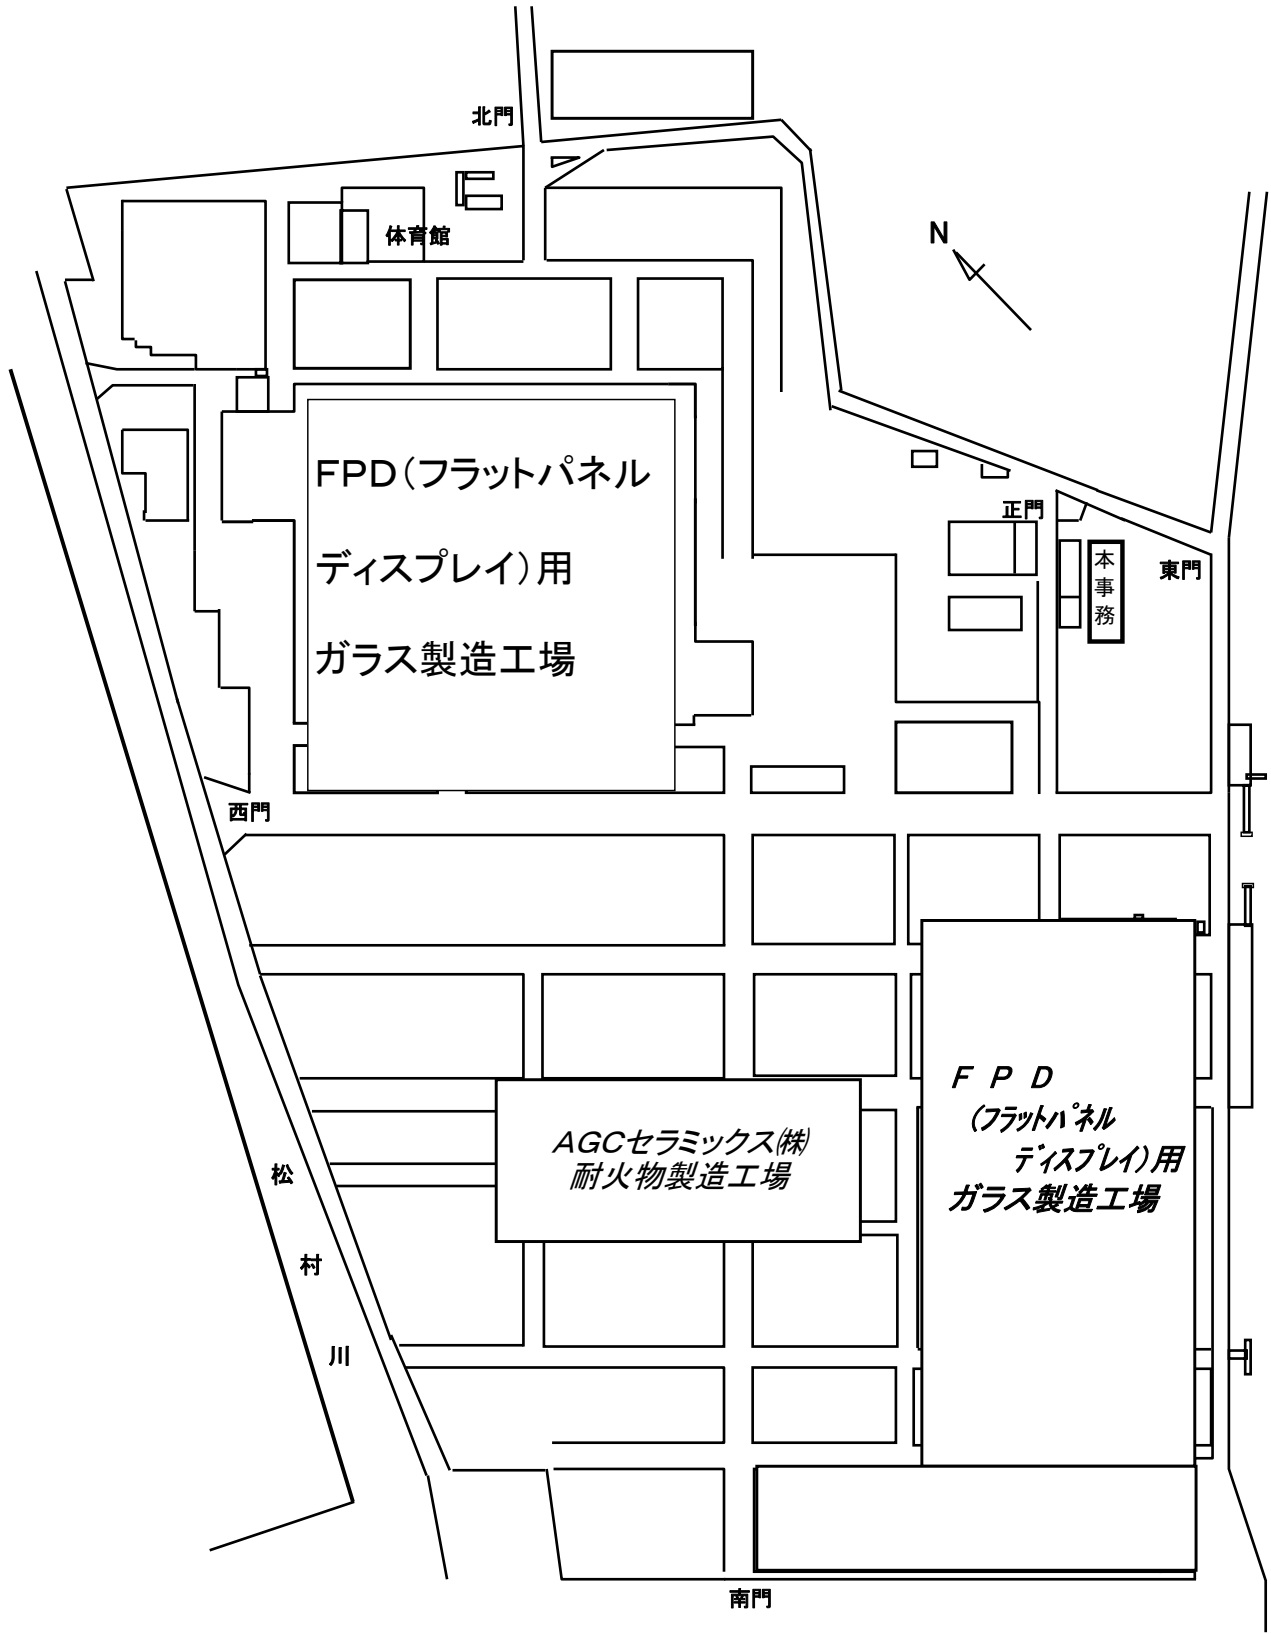 北門
体育館
N
FPD(フラットパネル
ディスプレイ)用
ガラス製造工場
正門
東門
本
事
務
西門
FPD
(フラットパネル
ディスプレイ)用
ガラス製造工場
AGCセラミックス㈱
耐火物製造工場
松
村
川
南門